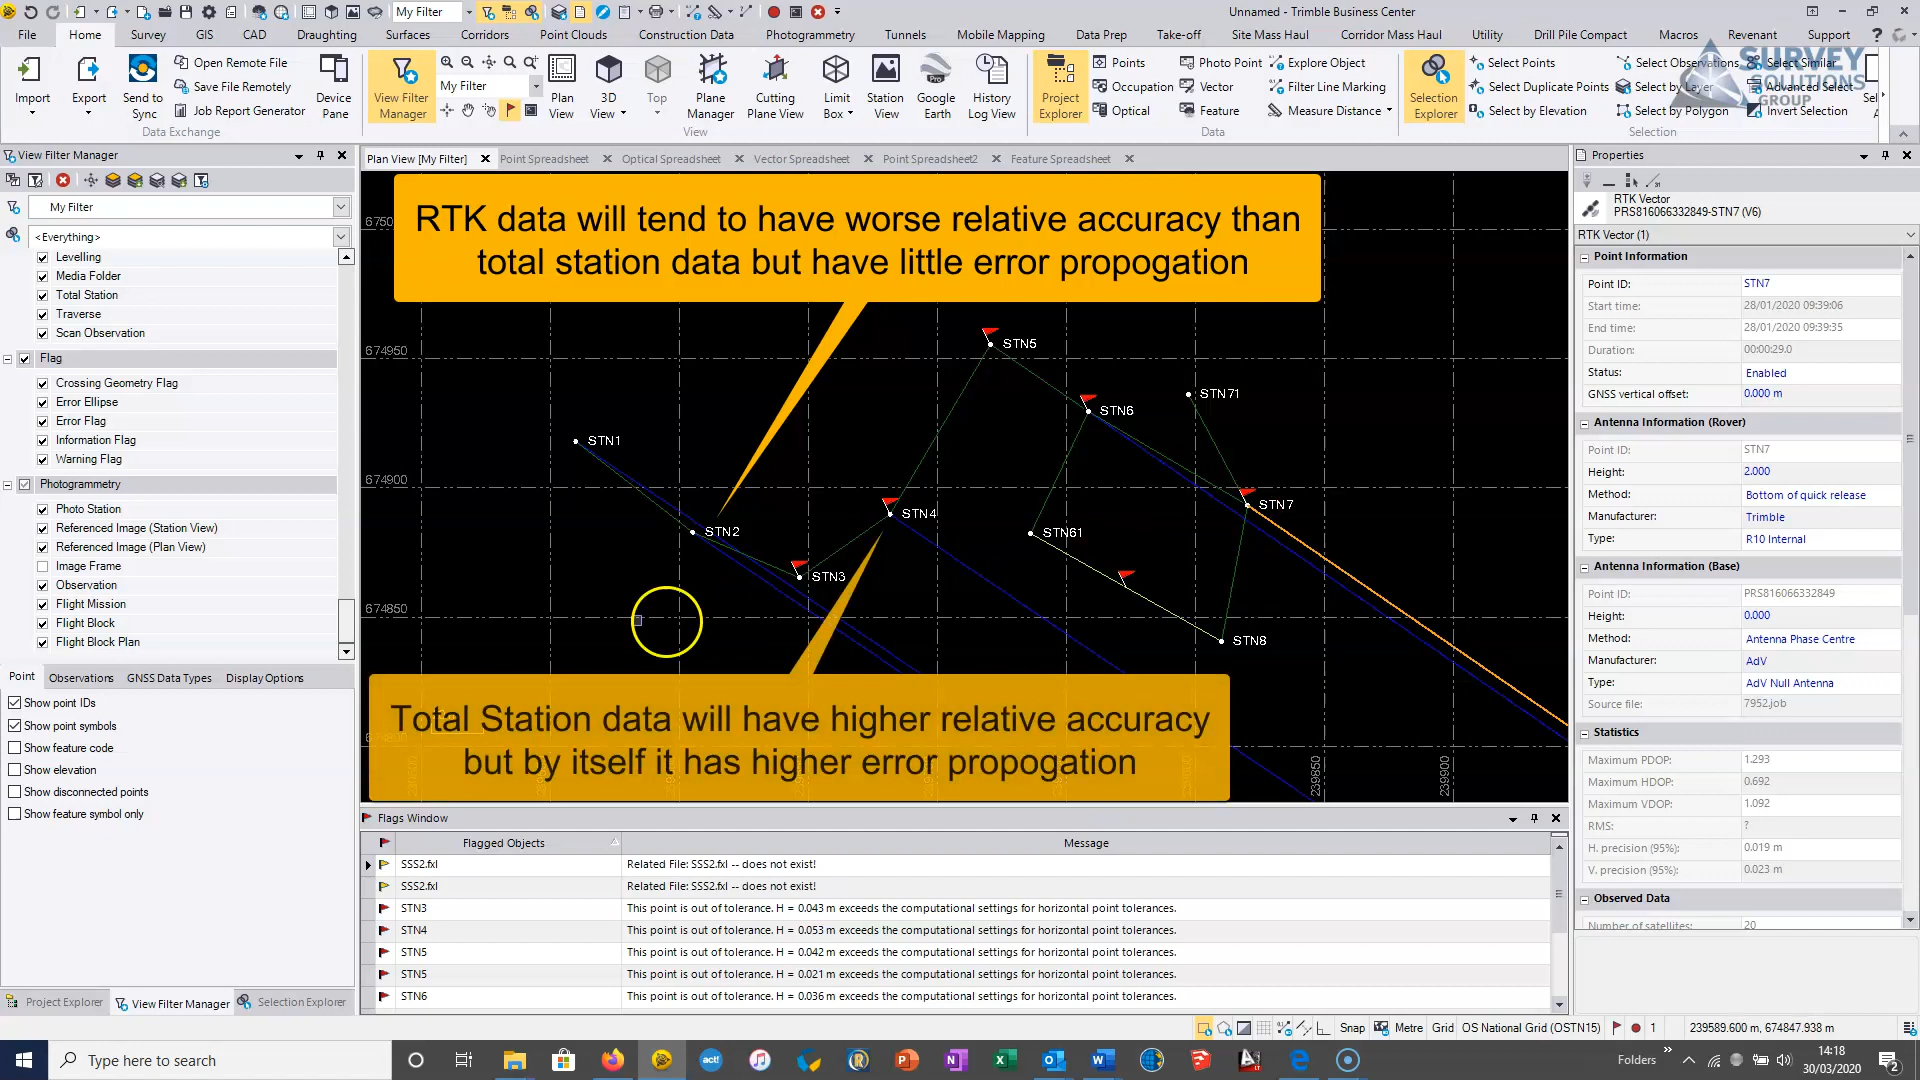 My Filter
Unnamed - Trimble Business Center
File
Home
Survey
GIS
CAD
Draughting
Surfaces
Corridors
Point Clouds
Construction Data
Photogrammetry
Tunnels
Mobile Mapping
Data Prep
Take-off
Site Mass Haul
Corridor Mass Haul
Utility
Drill Pile Compact
Macros
Revenant
Support
Import
Export
Send to
Sync
Open Remote File
Save File Remotely
Job Report Generator
Device
Pane
Data Exchange
View Filter
Manager
My Filter
Plan
View
3D
View
Top
Plane
Manager
Cutting
Plane View
Limit
Box
Station
View
Google
Earth
History
Log View
View
Project
Explorer
Points
Occupation
Optical
Photo Point
Vector
Feature
Explore Object
Filter Line Marking
Measure Distance
Data
Selection
Explorer
Select Points
Select Duplicate Points
Select by Elevation
Select Observations
Select by Layer
Select by Polygon
Select Similar
Advanced Select
Invert Selection
Sel
Selection
SURVEY
SOLUTIONS
GROUP
View Filter Manager
My Filter
<Everything>
Levelling
Media Folder
Total Station
Traverse
Scan Observation
Flag
Crossing Geometry Flag
Error Ellipse
Error Flag
Information Flag
Warning Flag
Photogrammetry
Photo Station
Referenced Image (Station View)
Referenced Image (Plan View)
Image Frame
Observation
Flight Mission
Flight Block
Flight Block Plan
Point
Observations
GNSS Data Types
Display Options
Show point IDs
Show point symbols
Show feature code
Show elevation
Show disconnected points
Show feature symbol only
Project Explorer
View Filter Manager
Selection Explorer
Plan View [My Filter]
Point Spreadsheet
Optical Spreadsheet
Vector Spreadsheet
Point Spreadsheet2
Feature Spreadsheet
RTK data will tend to have worse relative accuracy than
total station data but have little error propogation
674950
674900
674850
STN1
STN2
STN3
STN4
STN5
STN6
STN71
STN7
STN61
STN8
239850
239900
Total Station data will have higher relative accuracy
but by itself it has higher error propogation
Flags Window
Flagged Objects
Message
SSS2.fxl
Related File: SSS2.fxl -- does not exist!
SSS2.fxl
Related File: SSS2.fxl -- does not exist!
STN3
This point is out of tolerance. H = 0.043 m exceeds the computational settings for horizontal point tolerances.
STN4
This point is out of tolerance. H = 0.053 m exceeds the computational settings for horizontal point tolerances.
STN5
This point is out of tolerance. H = 0.042 m exceeds the computational settings for horizontal point tolerances.
STN5
This point is out of tolerance. H = 0.021 m exceeds the computational settings for horizontal point tolerances.
STN6
This point is out of tolerance. H = 0.036 m exceeds the computational settings for horizontal point tolerances.
Properties
RTK Vector
PRS816066332849-STN7 (V6)
RTK Vector (1)
Point Information
Point ID:
STN7
Start time:
28/01/2020 09:39:06
End time:
28/01/2020 09:39:35
Duration:
00:00:29.0
Status:
Enabled
GNSS vertical offset:
0.000 m
Antenna Information (Rover)
Point ID:
STN7
Height:
2.000
Method:
Bottom of quick release
Manufacturer:
Trimble
Type:
R10 Internal
Antenna Information (Base)
Point ID:
PRS816066332849
Height:
0.000
Method:
Antenna Phase Centre
Manufacturer:
AdV
Type:
AdV Null Antenna
Source file:
7952.job
Statistics
Maximum PDOP:
1.293
Maximum HDOP:
0.692
Maximum VDOP:
1.092
RMS:
?
H. precision (95%):
0.019 m
V. precision (95%):
0.023 m
Observed Data
Number of satellites:
20
Snap
Metre
Grid
OS National Grid (OSTN15)
1
239589.600 m, 674847.938 m
Type here to search
act!
Folders
14:18
30/03/2020
2